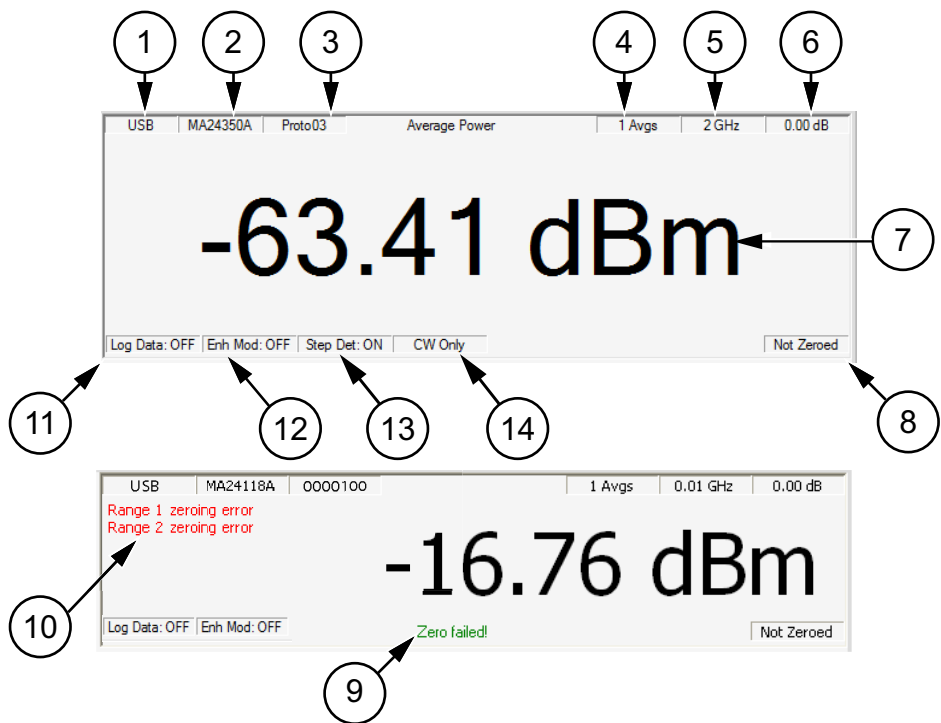 1 2 3 4 5 6
USB MA24350A Proto03 Average Power 1 Avgs 2 GHz 0.00 dB
-63.41 dBm
7
Log Data: OFF Enh Mod: OFF Step Det: ON CW Only Not Zeroed
11 12 13 14 8
USB MA24118A 0000100 1 Avgs 0.01 GHz 0.00 dB
Range 1 zeroing error
Range 2 zeroing error
-16.76 dBm
10
Log Data: OFF Enh Mod: OFF Zero failed! Not Zeroed
9